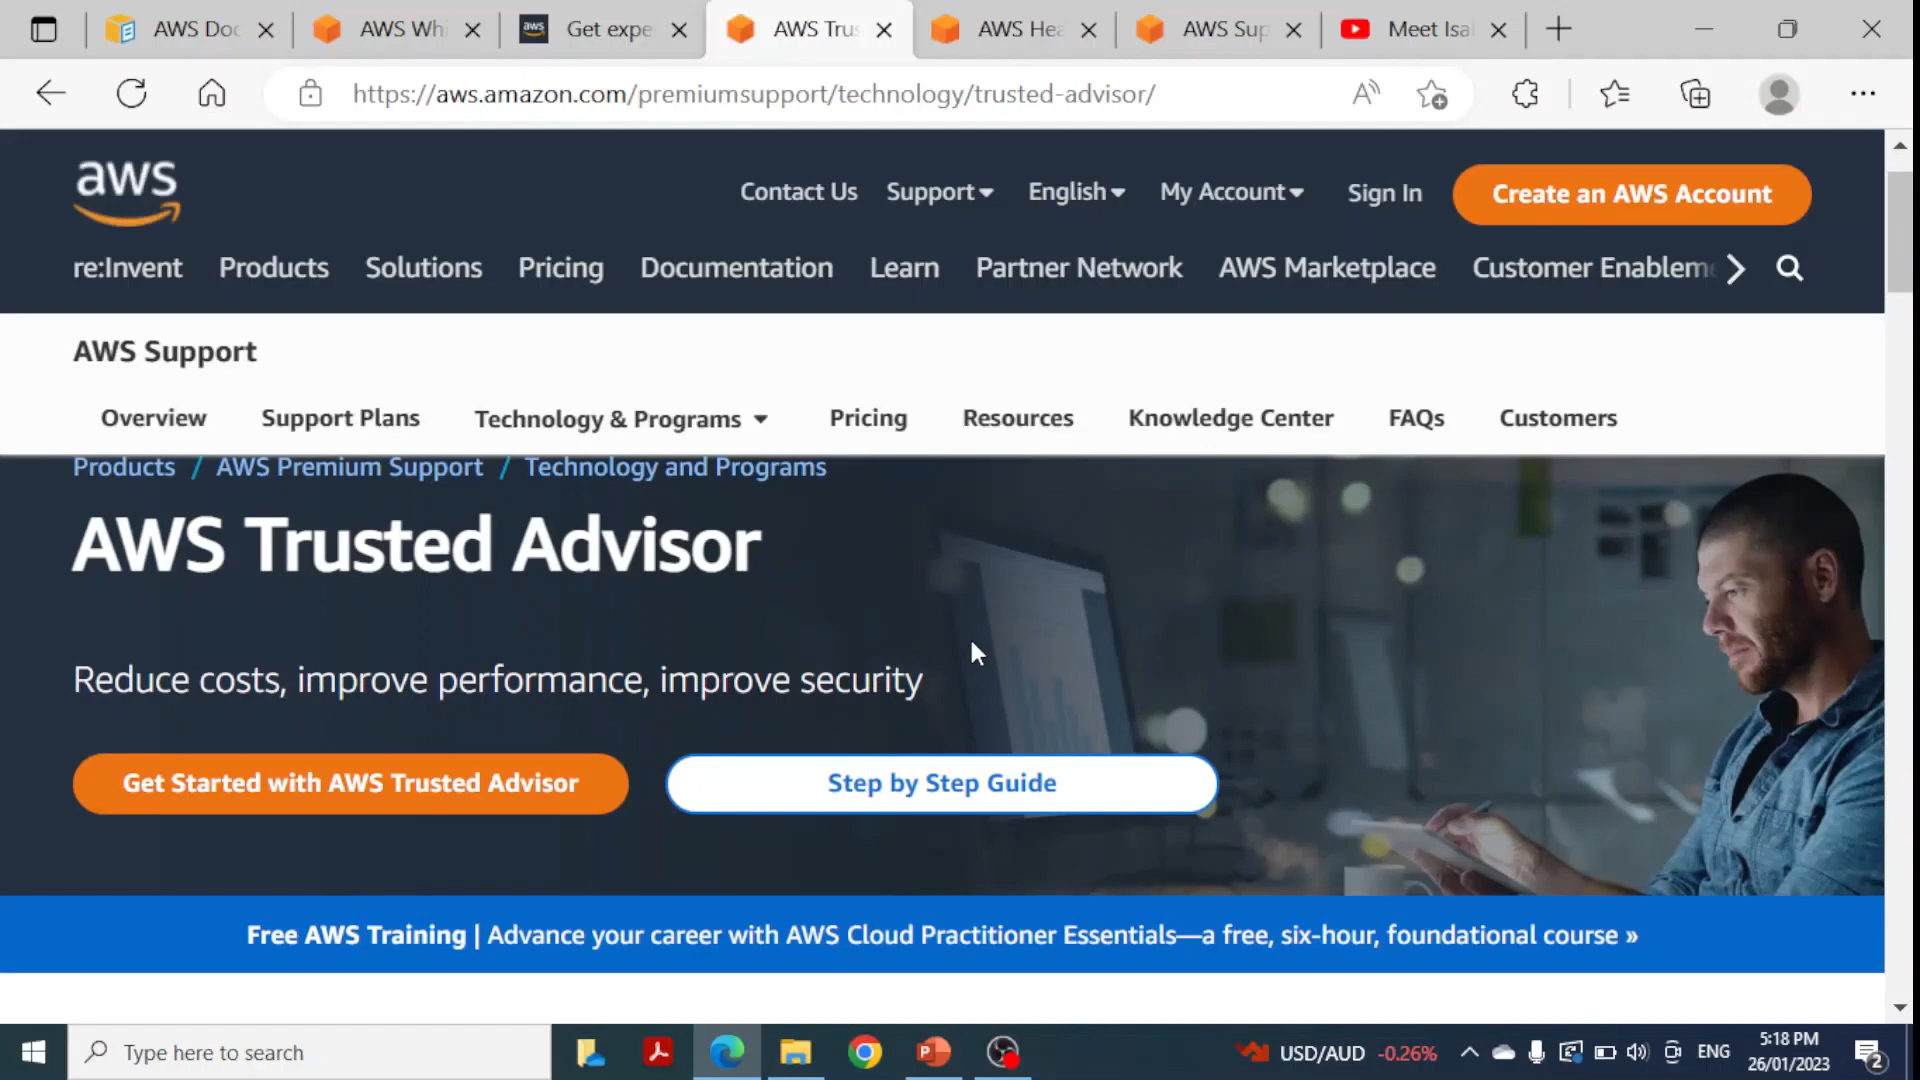 AWS Doc
AWS Whi
aws
Get expe
AWS Trus
AWS Hea
AWS Sup
Meet Isa
https://aws.amazon.com/premiumsupport/technology/trusted-advisor/
aws
Contact Us
Support
English
My Account
Sign In
Create an AWS Account
re:Invent
Products
Solutions
Pricing
Documentation
Learn
Partner Network
AWS Marketplace
Customer Enablem
AWS Support
Overview
Support Plans
Technology & Programs
Pricing
Resources
Knowledge Center
FAQs
Customers
Products / AWS Premium Support / Technology and Programs
AWS Trusted Advisor
Reduce costs, improve performance, improve security
Get Started with AWS Trusted Advisor
Step by Step Guide
Free AWS Training | Advance your career with AWS Cloud Practitioner Essentials—a free, six-hour, foundational course »
Type here to search
USD/AUD -0.26%
ENG
5:18 PM
26/01/2023
2